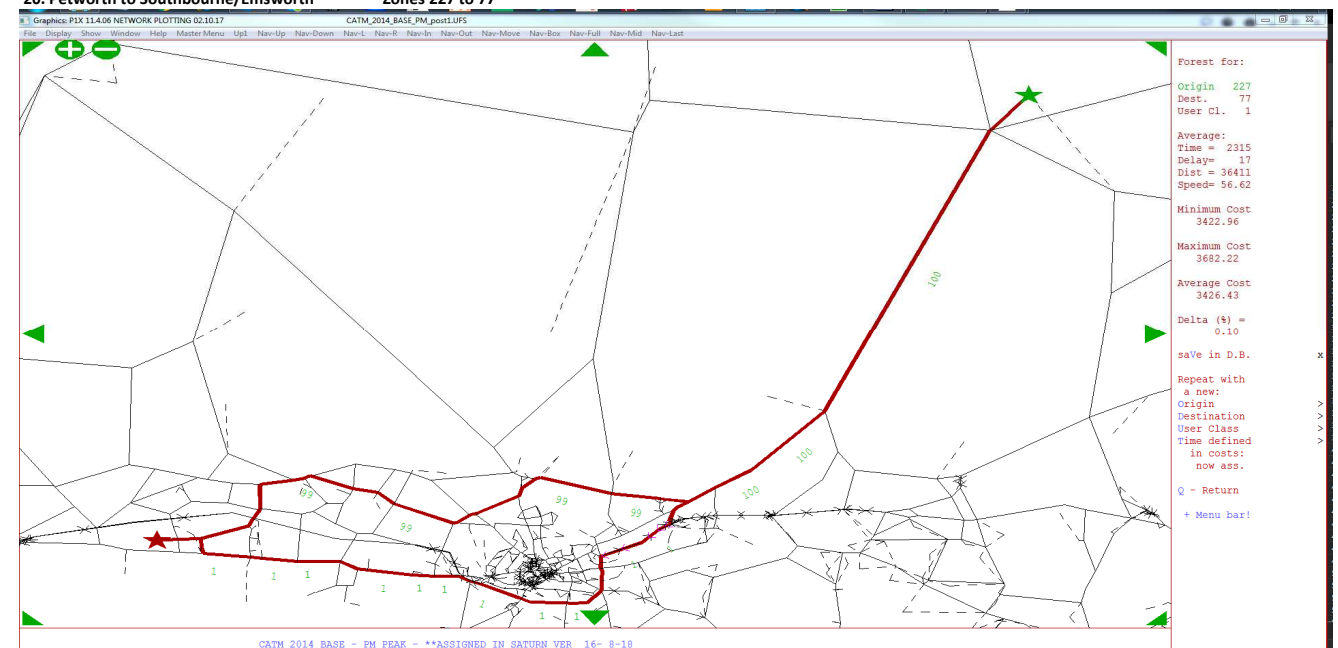 20. Petworth to Southbourne/Emsworth Zones 227 to 77
Graphics: P1X 11.4.06 NETWORK PLOTTING 02.10.17 CATM_2014_BASE_PM_post1.UFS
File Display Show Window Help Master Menu Up1 Nav-Up Nav-Down Nav-L Nav-R Nav-In Nav-Out Nav-Move Nav-Box Nav-Full Nav-Mid Nav-Last
Forest for:
Origin 227
Dest. 77
User Cl. 1
Average:
Time = 2315
Delay= 17
Dist = 36411
Speed= 56.62
Minimum Cost
3422.96
Maximum Cost
3682.22
Average Cost
3426.43
Delta (%) =
0.10
saVe in D.B. x
Repeat with
a new:
Origin >
Destination >
User Class >
Time defined >
in costs:
now ass.
Q - Return
+ Menu bar!
100
100
100
99
99
99
99
1
1
1
1
1
1
1
1
1
CATM 2014 BASE - PM PEAK - **ASSIGNED IN SATURN VER 16- 8-18